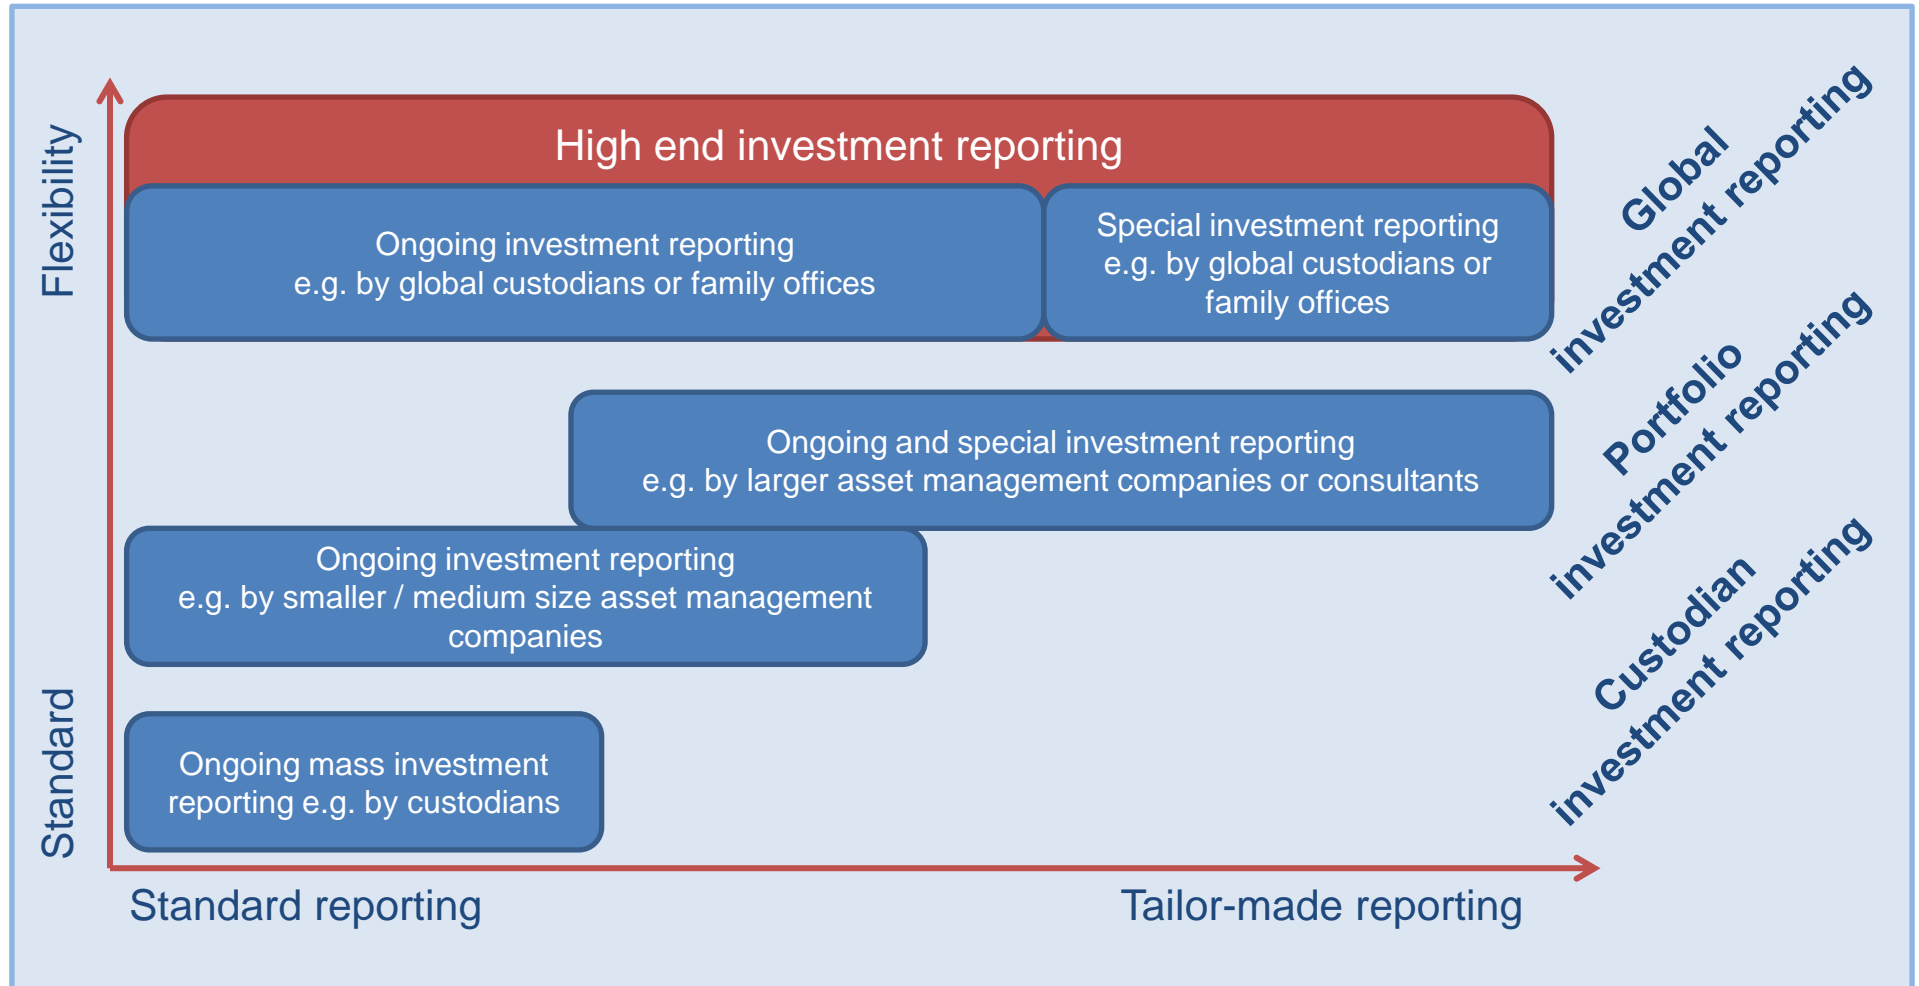 Flexibility
Standard
High end investment reporting
Ongoing investment reporting
e.g. by global custodians or family offices
Special investment reporting
e.g. by global custodians or
family offices
Ongoing and special investment reporting
e.g. by larger asset management companies or consultants
Ongoing investment reporting
e.g. by smaller / medium size asset management
companies
Ongoing mass investment
reporting e.g. by custodians
Global
investment reporting
Portfolio
investment reporting
Custodian
investment reporting
Standard reporting
Tailor-made reporting